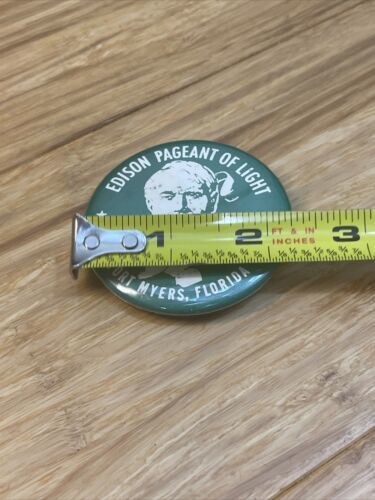 EDISON PAGEANT OF LIGHT
1 2 FT & IN INCHES 3
MYERS, FLORIDA